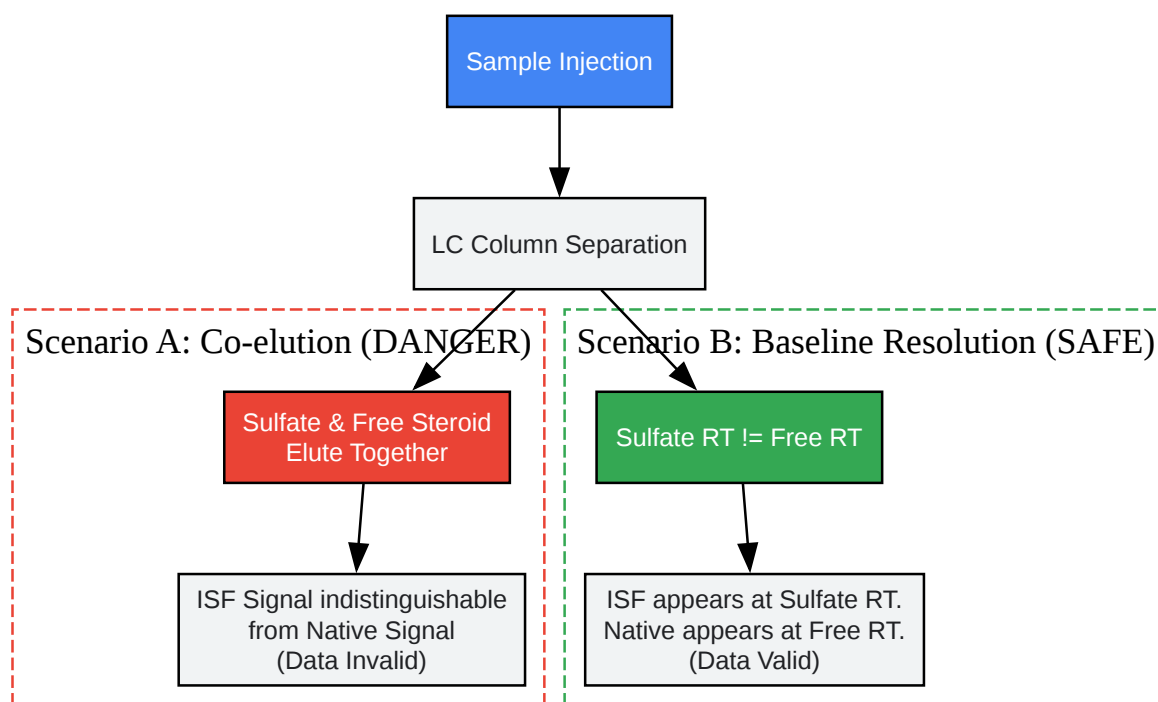 Sample Injection
LC Column Separation
Scenario A: Co-elution (DANGER)
Sulfate & Free Steroid
Elute Together
ISF Signal indistinguishable
from Native Signal
(Data Invalid)
Scenario B: Baseline Resolution (SAFE)
Sulfate RT != Free RT
ISF appears at Sulfate RT.
Native appears at Free RT.
(Data Valid)